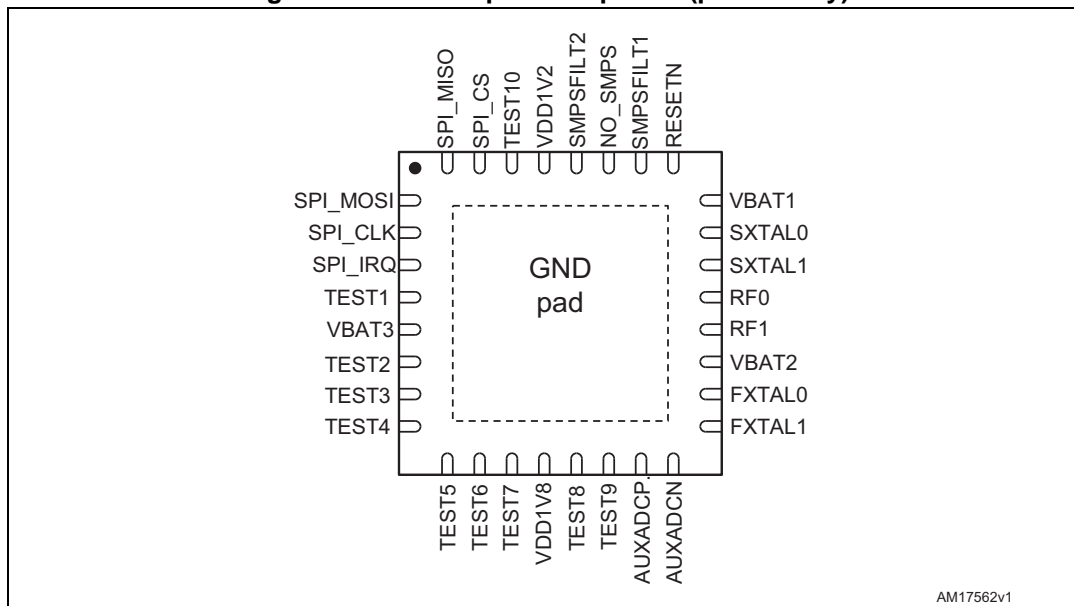 SPI_MISO
SPI_CS
TEST10
VDD1V2
SMPSFILT2
NO_SMPS
SMPSFILT1
RESETN
SPI_MOSI
SPI_CLK
SPI_IRQ
TEST1
VBAT3
TEST2
TEST3
TEST4
GND
pad
VBAT1
SXTAL0
SXTAL1
RF0
RF1
VBAT2
FXTAL0
FXTAL1
TEST5
TEST6
TEST7
VDD1V8
TEST8
TEST9
AUXADCP.
AUXADCN
AM17562v1